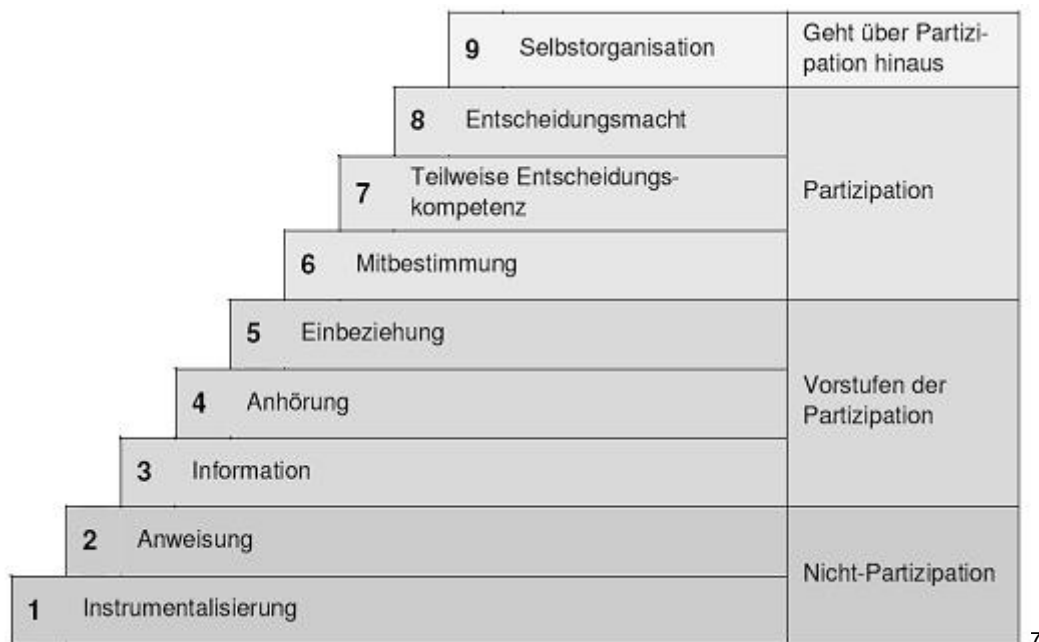 9 Selbstorganisation
Geht über Partizi-
pation hinaus
8 Entscheidungsmacht
7 Teilweise Entscheidungs-
kompetenz
Partizipation
6 Mitbestimmung
5 Einbeziehung
4 Anhörung
Vorstufen der
Partizipation
3 Information
2 Anweisung
Nicht-Partizipation
1 Instrumentalisierung
7